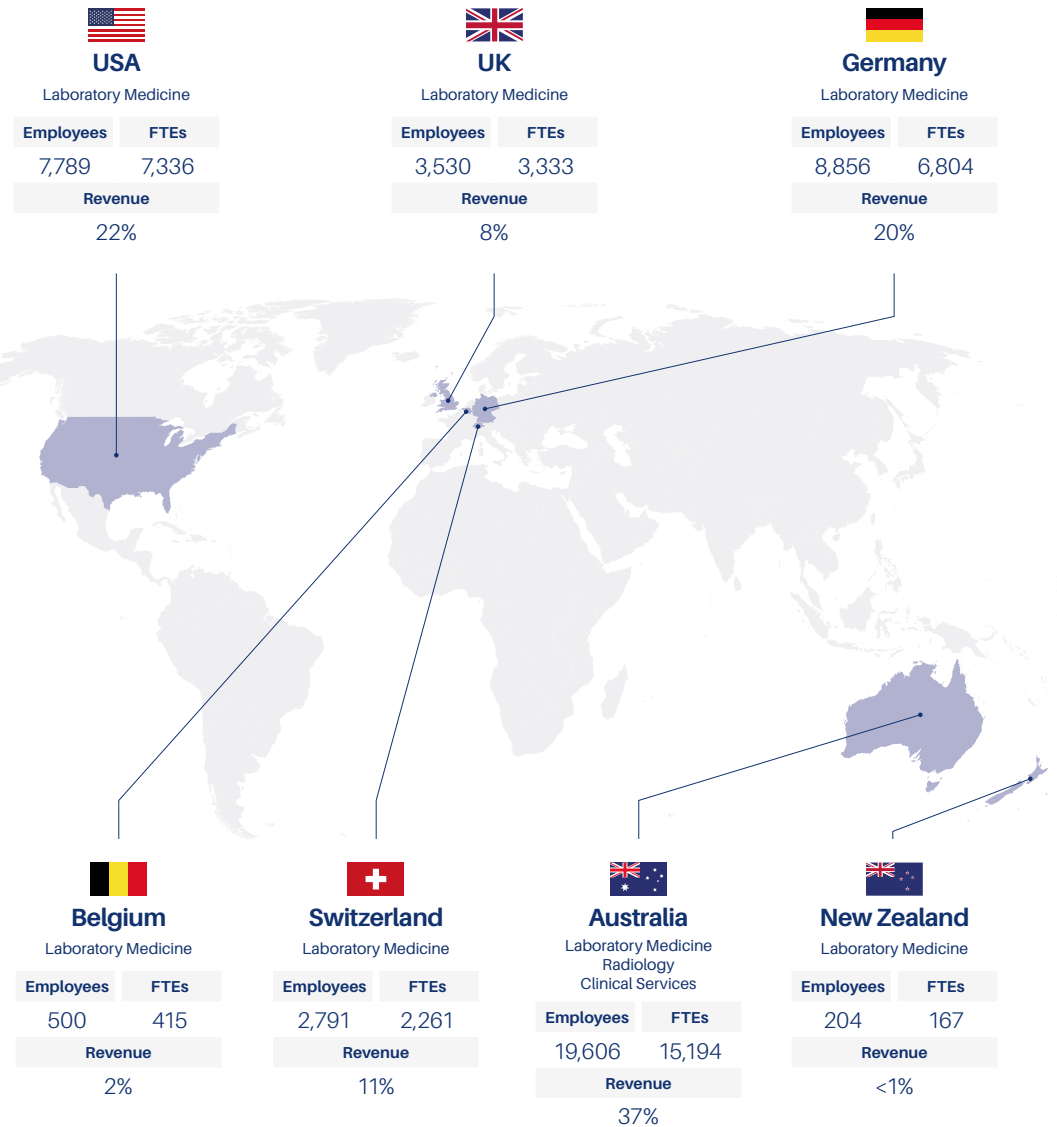 USA
Laboratory Medicine
Employees FTEs
7,789 7,336
Revenue
22%
UK
Laboratory Medicine
Employees FTEs
3,530 3,333
Revenue
8%
Germany
Laboratory Medicine
Employees FTEs
8,856 6,804
Revenue
20%
Belgium
Laboratory Medicine
Employees FTEs
500 415
Revenue
2%
Switzerland
Laboratory Medicine
Employees FTEs
2,791 2,261
Revenue
11%
Australia
Laboratory Medicine
Radiology
Clinical Services
Employees FTEs
19,606 15,194
Revenue
37%
New Zealand
Laboratory Medicine
Employees FTEs
204 167
Revenue
<1%